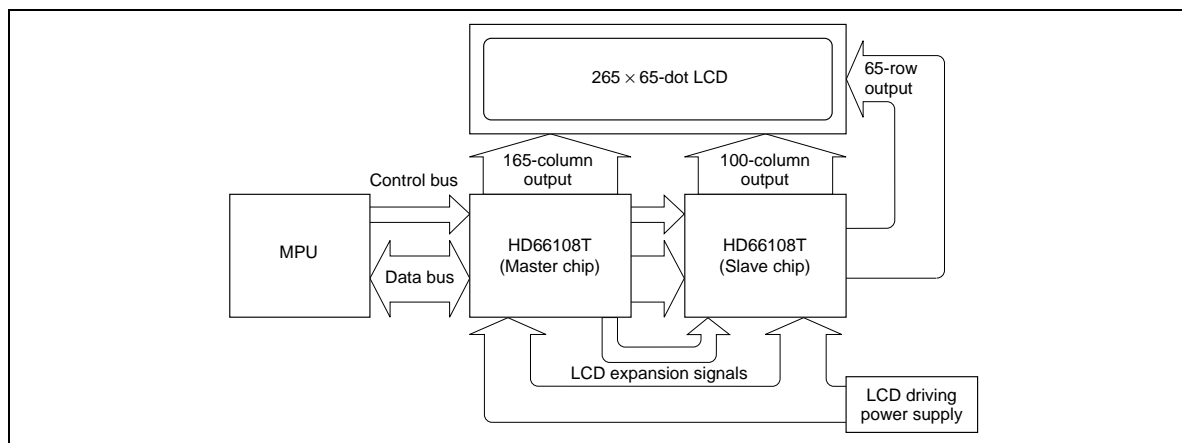 265 × 65-dot LCD
65-row
output
165-column
output
100-column
output
Control bus
MPU
Data bus
HD66108T
(Master chip)
HD66108T
(Slave chip)
LCD expansion signals
LCD driving
power supply